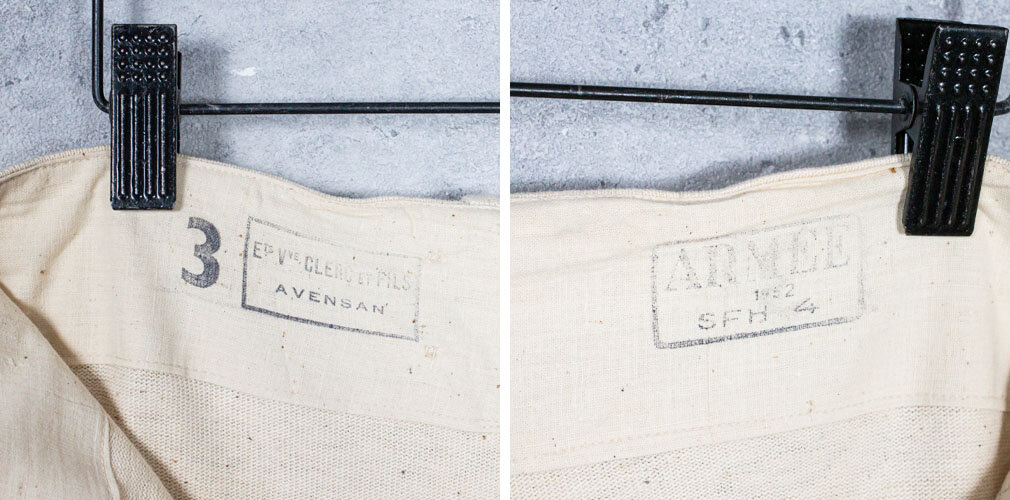 3
Eᵀˢ Vᵛᵉ CLERC ET FILS
AVENSAN
ARMÉE
1952
SFH 4